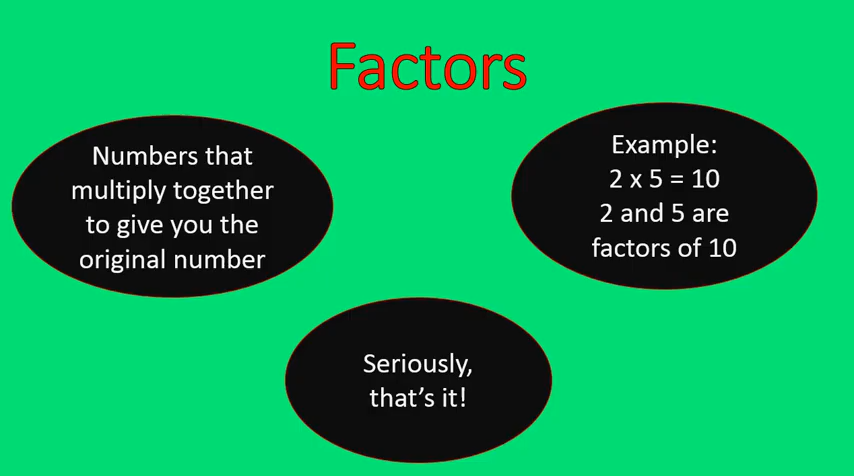 Factors
Numbers that
multiply together
to give you the
original number
Example:
2 x 5 = 10
2 and 5 are
factors of 10
Seriously,
that’s it!